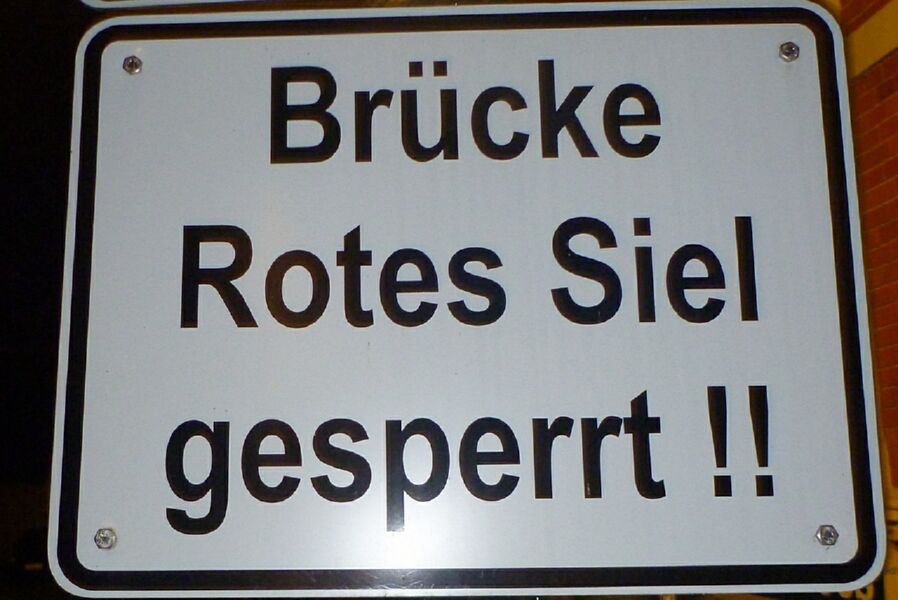 Brücke
Rotes Siel
gesperrt !!